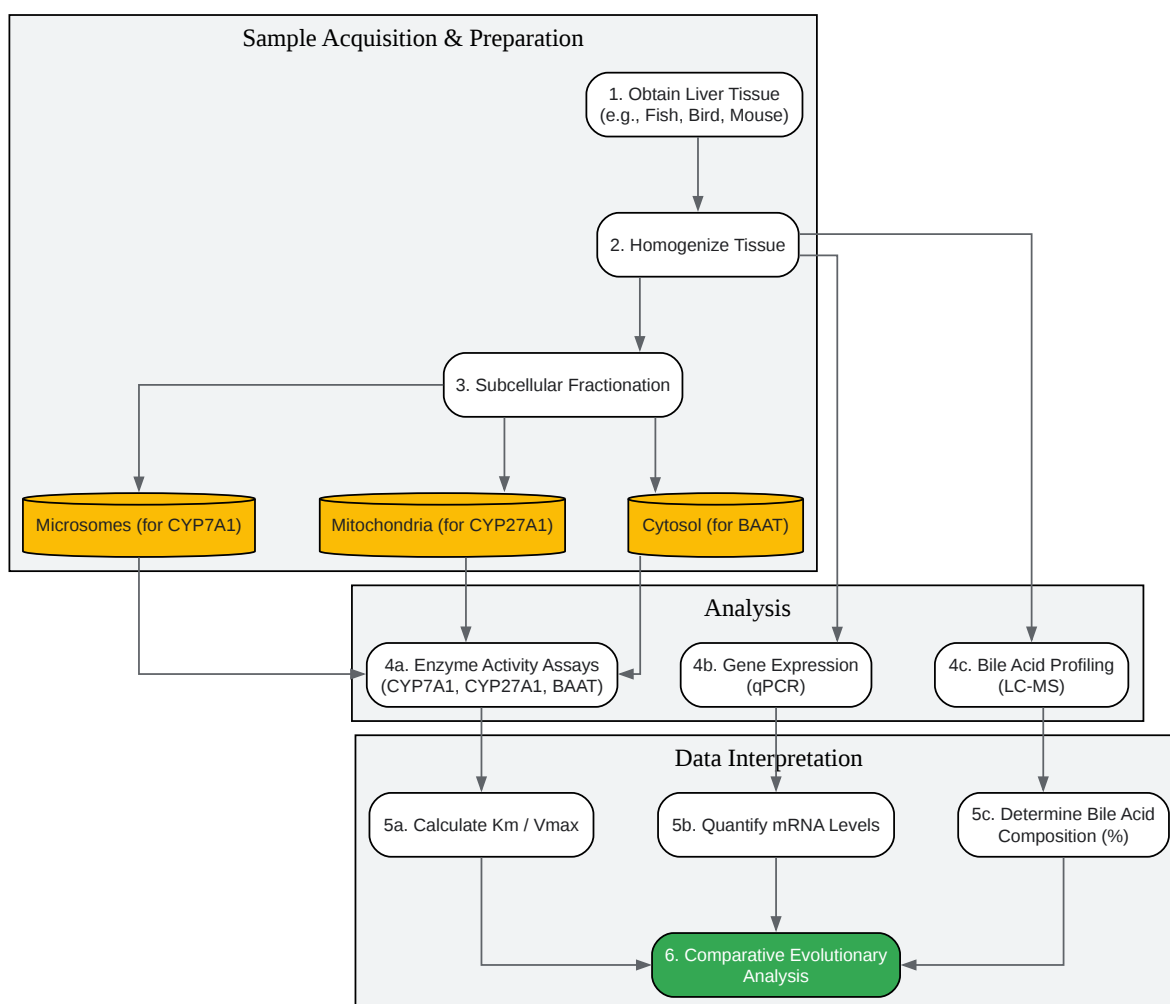 Sample Acquisition & Preparation
1. Obtain Liver Tissue
(e.g., Fish, Bird, Mouse)
2. Homogenize Tissue
3. Subcellular Fractionation
Microsomes (for CYP7A1)
Mitochondria (for CYP27A1)
Cytosol (for BAAT)
Analysis
4a. Enzyme Activity Assays
(CYP7A1, CYP27A1, BAAT)
4b. Gene Expression
(qPCR)
4c. Bile Acid Profiling
(LC-MS)
Data Interpretation
5a. Calculate Km / Vmax
5b. Quantify mRNA Levels
5c. Determine Bile Acid
Composition (%)
6. Comparative Evolutionary
Analysis